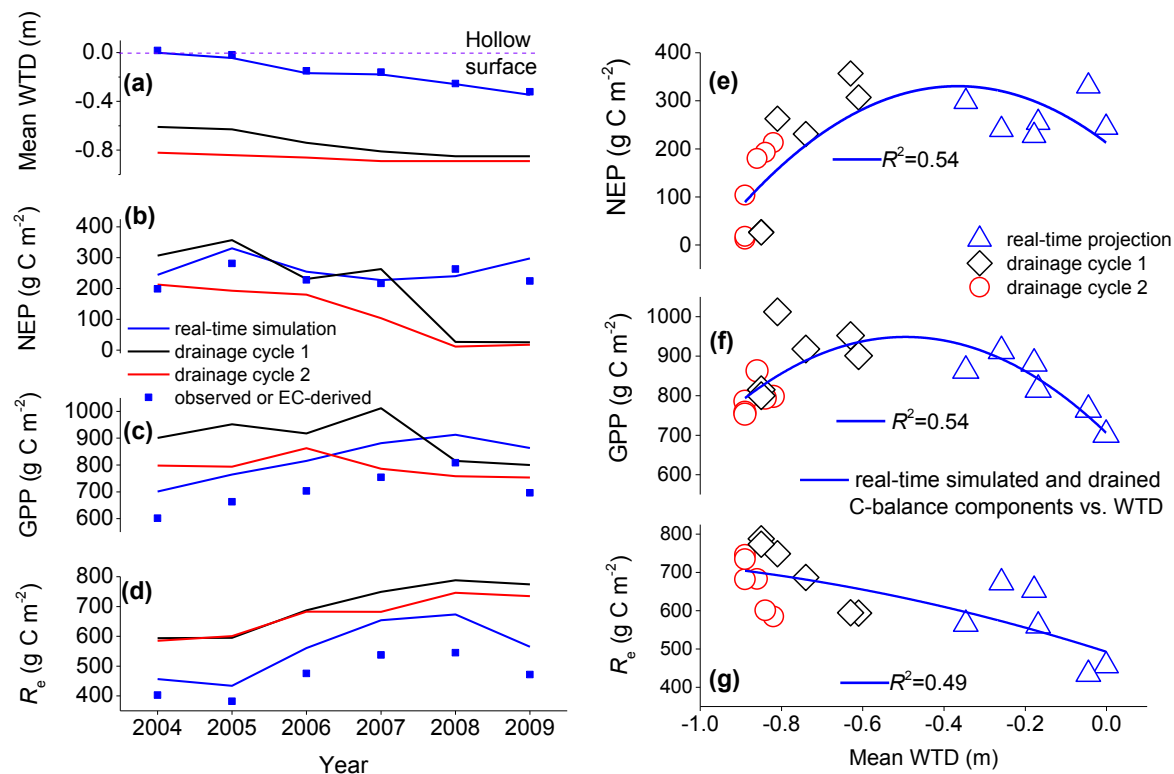 Mean WTD (m)
0.0
-0.4
-0.8
Hollow
surface
(a)
NEP (g C m-2)
400
300
200
100
0
(b)
real-time simulation
drainage cycle 1
drainage cycle 2
observed or EC-derived
GPP (g C m-2)
1000
900
800
700
600
(c)
Re (g C m-2)
800
700
600
500
400
(d)
2004 2005 2006 2007 2008 2009
Year
NEP (g C m-2)
400
300
200
100
0
(e)
R2=0.54
real-time projection
drainage cycle 1
drainage cycle 2
GPP (g C m-2)
1000
900
800
700
600
(f)
R2=0.54
real-time simulated and drained
C-balance components vs. WTD
Re (g C m-2)
800
700
600
500
400
(g)
R2=0.49
-1.0 -0.8 -0.6 -0.4 -0.2 0.0
Mean WTD (m)